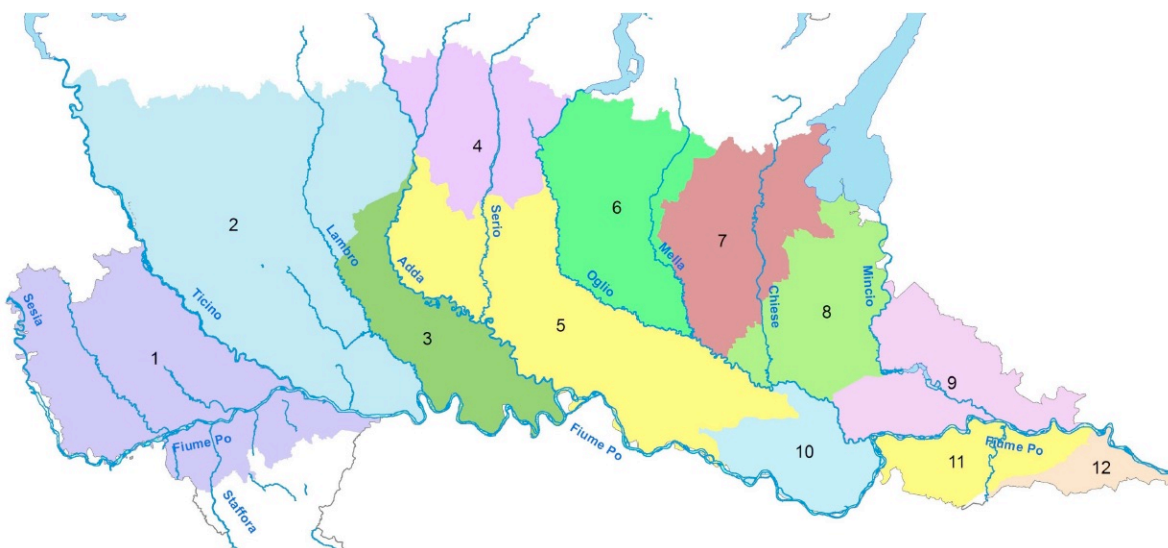 4
2
6
Serio
Lambro
7
Mella
Adda
Oglio
Mincio
Sesia
Ticino
Chiese
8
5
3
1
9
Fiume Po
Fiume Po
Fiume Po
10
11
12
Staffora